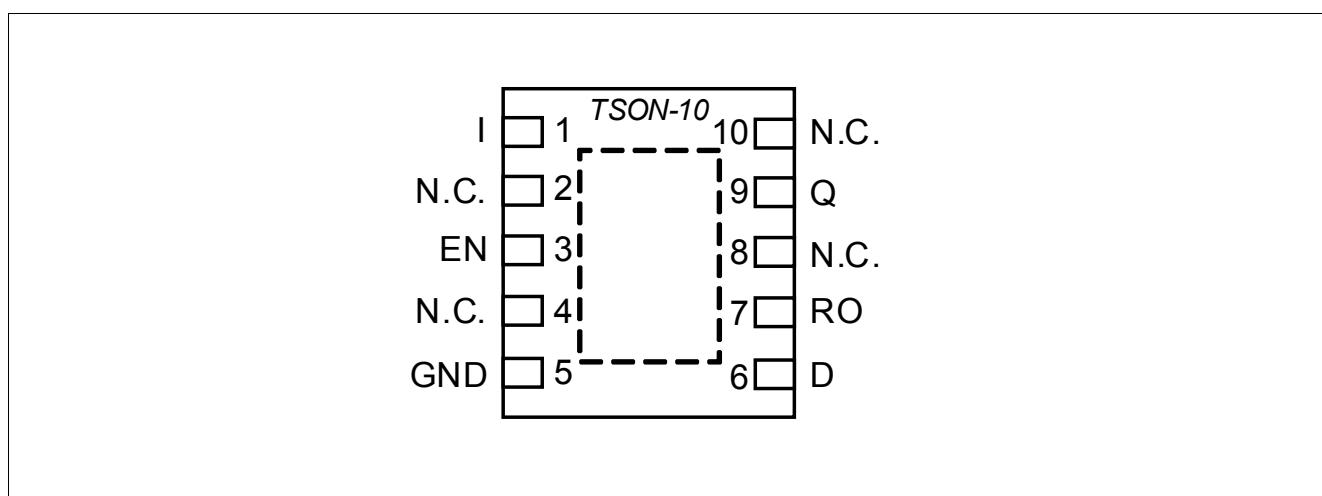 TSON-10
I 1 10 N.C.
N.C. 2 9 Q
EN 3 8 N.C.
N.C. 4 7 RO
GND 5 6 D